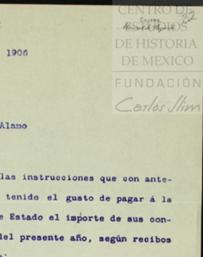 CENTRO DE
ESTUDIOS
DE HISTORIA
DE MEXICO
FUNDACIÓN
Carlos Slim
1906
Alamo
las instrucciones que con ante-
tenido el gusto de pagar á la
e Estado el importe de sus con-
del presente año, según recibos